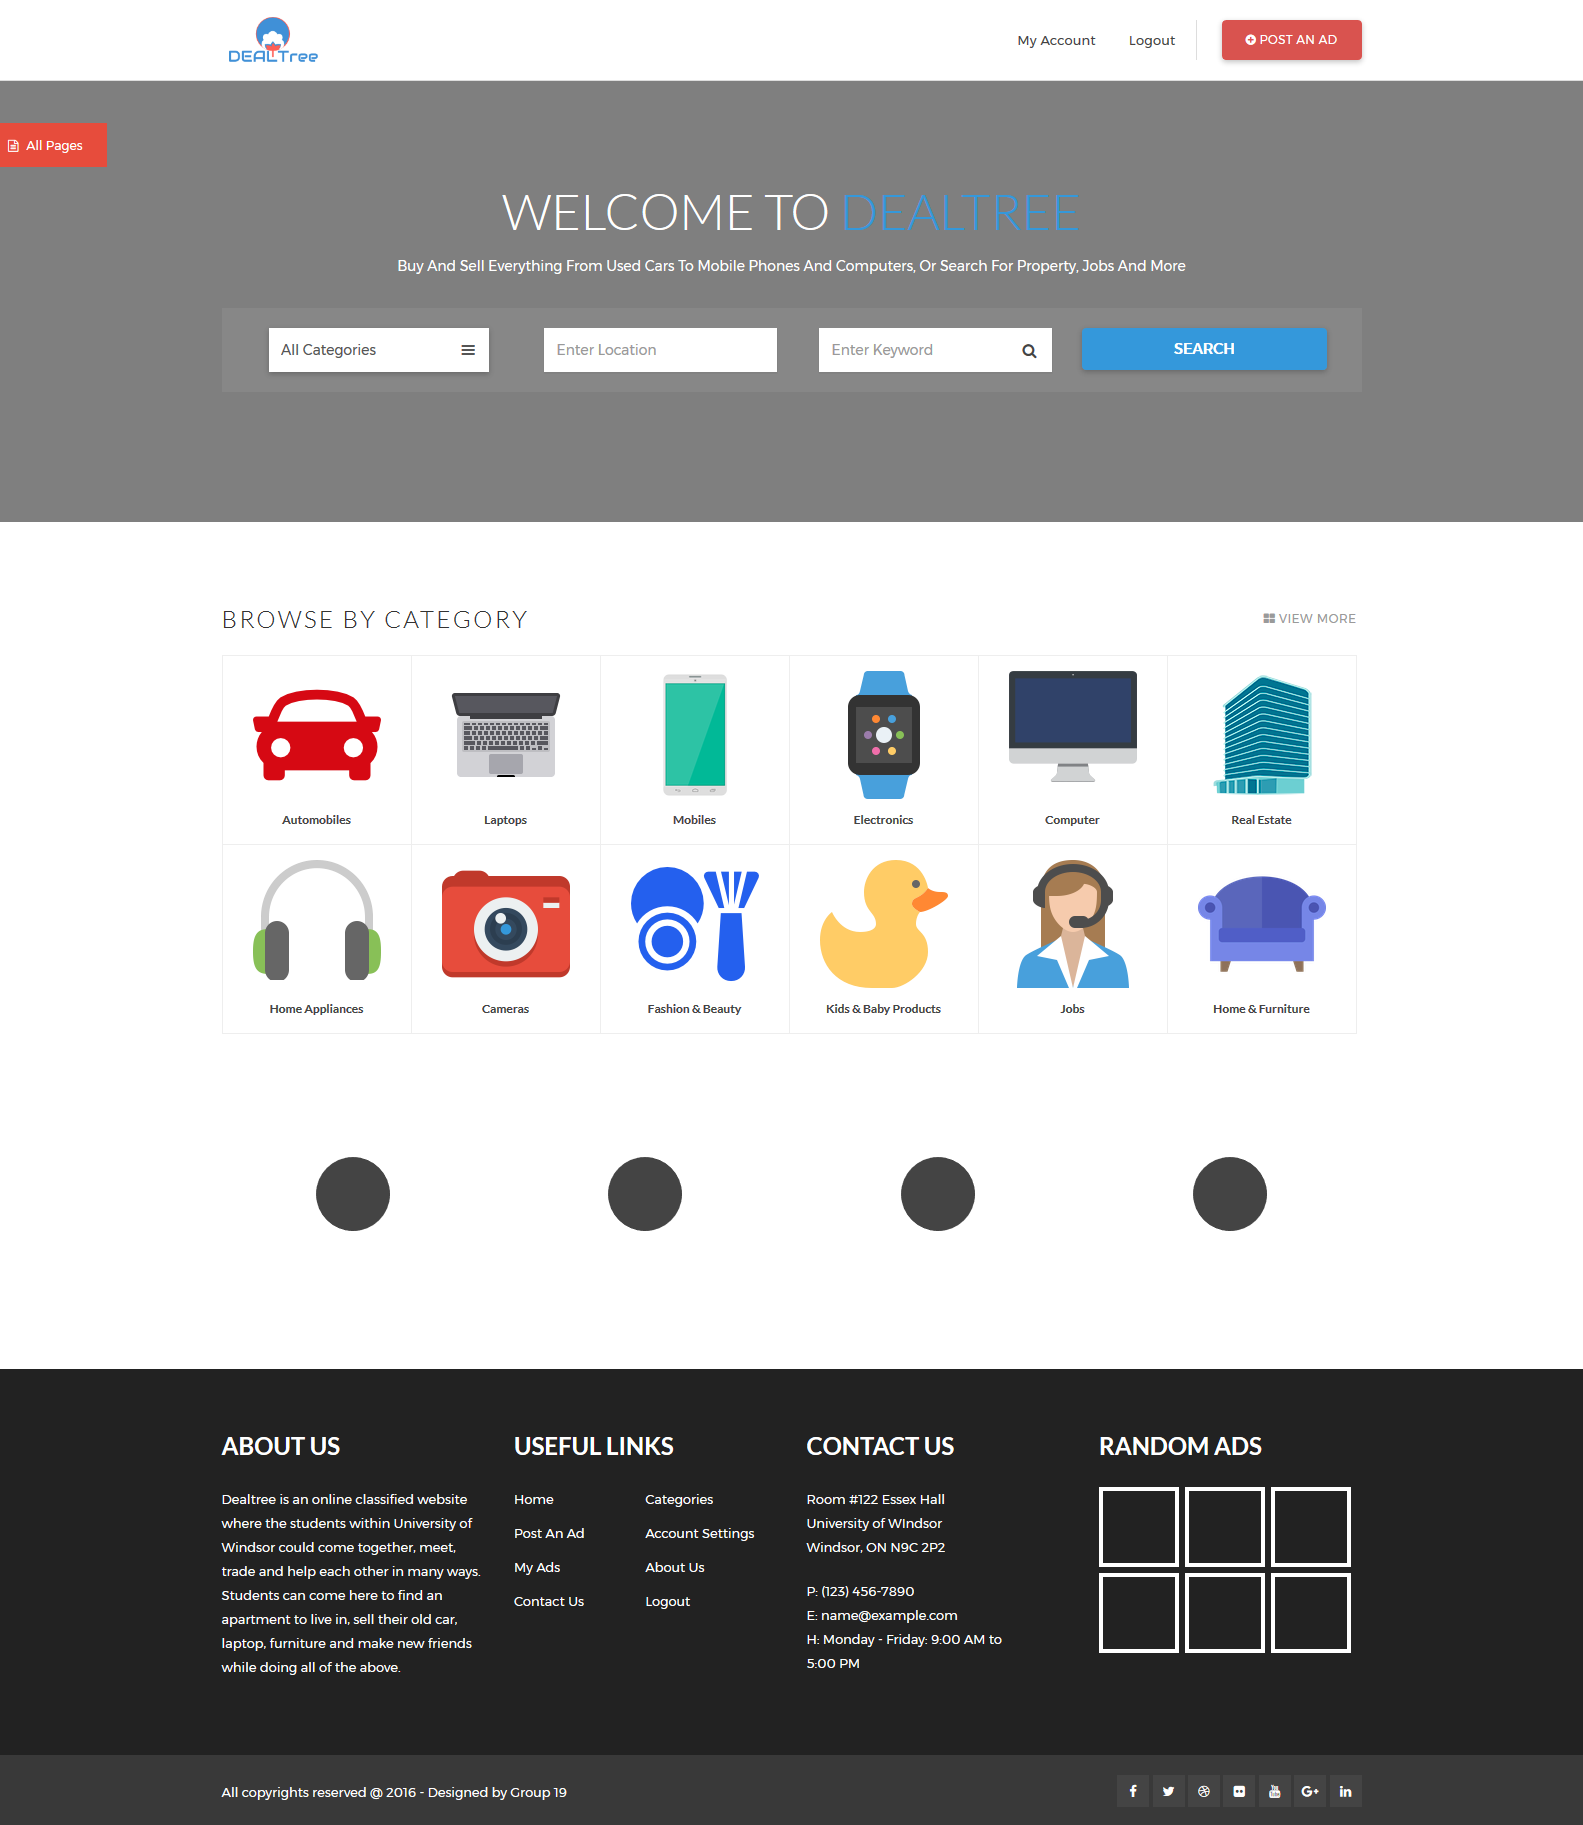 DEALTree
My Account
Logout
POST AN AD
All Pages
WELCOME TO DEALTREE
Buy And Sell Everything From Used Cars To Mobile Phones And Computers, Or Search For Property, Jobs And More
All Categories
Enter Location
Enter Keyword
SEARCH
BROWSE BY CATEGORY
VIEW MORE
Automobiles
Laptops
Mobiles
Electronics
Computer
Real Estate
Home Appliances
Cameras
Fashion & Beauty
Kids & Baby Products
Jobs
Home & Furniture
ABOUT US
Dealtree is an online classified website
where the students within University of
Windsor could come together, meet,
trade and help each other in many ways.
Students can come here to find an
apartment to live in, sell their old car,
laptop, furniture and make new friends
while doing all of the above.
USEFUL LINKS
Home
Categories
Post An Ad
Account Settings
My Ads
About Us
Contact Us
Logout
CONTACT US
Room #122 Essex Hall
University of WIndsor
Windsor, ON N9C 2P2
P: (123) 456-7890
E: name@example.com
H: Monday - Friday: 9:00 AM to
5:00 PM
RANDOM ADS
All copyrights reserved @ 2016 - Designed by Group 19